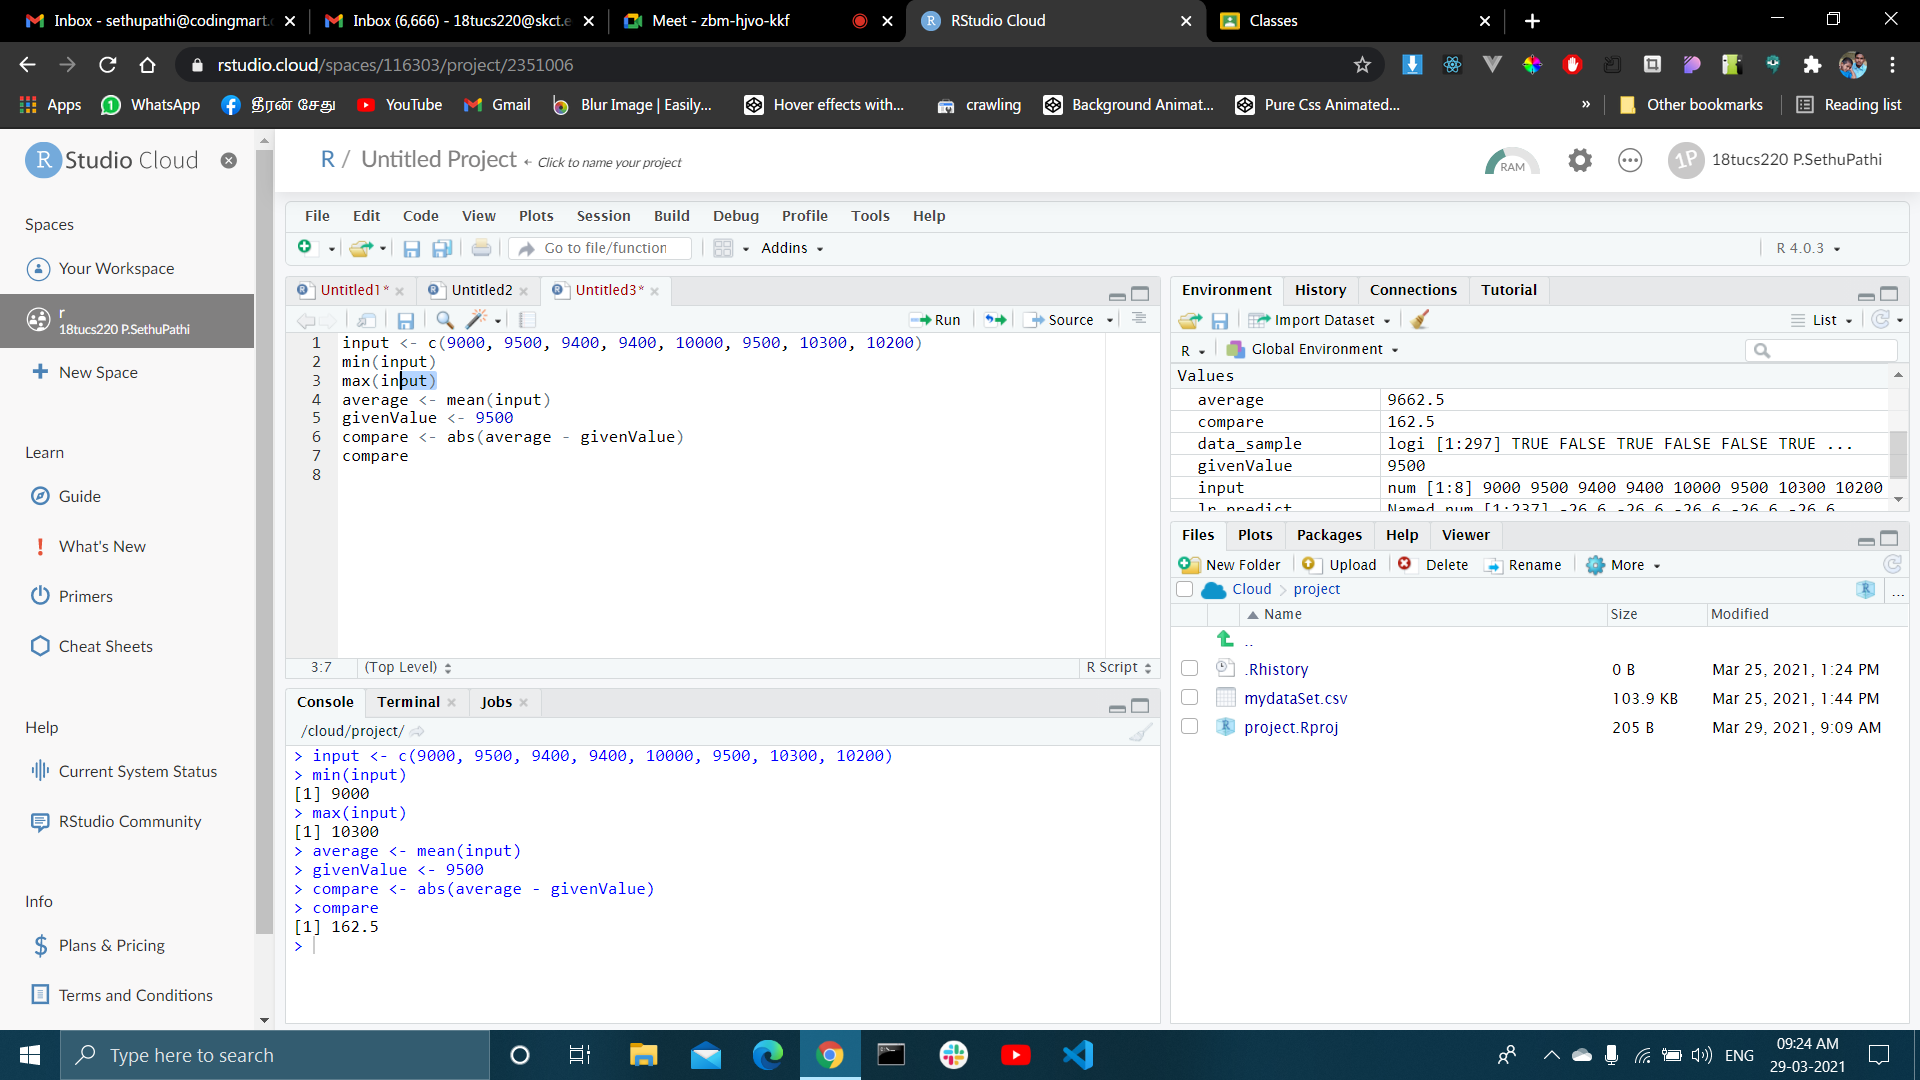 Inbox - sethupathi@codingmart.c
Inbox (6,666) - 18tucs220@skct.e
Meet - zbm-hjvo-kkf
RStudio Cloud
Classes
rstudio.cloud/spaces/116303/project/2351006
Apps
WhatsApp
தீரன் சேது
YouTube
Gmail
Blur Image | Easily...
Hover effects with...
crawling
Background Animat...
Pure Css Animated...
»
Other bookmarks
Reading list
R Studio Cloud
R / Untitled Project ← Click to name your project
RAM
1P
18tucs220 P.SethuPathi
Spaces
Your Workspace
r
18tucs220 P.SethuPathi
New Space
Learn
Guide
What's New
Primers
Cheat Sheets
Help
Current System Status
RStudio Community
Info
Plans & Pricing
Terms and Conditions
File Edit Code View Plots Session Build Debug Profile Tools Help
Go to file/function
Addins
R 4.0.3
Untitled1* Untitled2 Untitled3*
Run
Source
1 input <- c(9000, 9500, 9400, 9400, 10000, 9500, 10300, 10200)
2 min(input)
3 max(input)
4 average <- mean(input)
5 givenValue <- 9500
6 compare <- abs(average - givenValue)
7 compare
8
3:7 (Top Level)
R Script
Console Terminal Jobs
/cloud/project/
> input <- c(9000, 9500, 9400, 9400, 10000, 9500, 10300, 10200)
> min(input)
[1] 9000
> max(input)
[1] 10300
> average <- mean(input)
> givenValue <- 9500
> compare <- abs(average - givenValue)
> compare
[1] 162.5
>
Environment History Connections Tutorial
Import Dataset
List
R
Global Environment
Values
average 9662.5
compare 162.5
data_sample logi [1:297] TRUE FALSE TRUE FALSE FALSE TRUE ...
givenValue 9500
input num [1:8] 9000 9500 9400 9400 10000 9500 10300 10200
lr_predict Named num [1:237] -26.6 -26.6 -26.6 -26.6 -26.6
Files Plots Packages Help Viewer
New Folder Upload Delete Rename More
Cloud project
...
Name Size Modified
..
.Rhistory 0 B Mar 25, 2021, 1:24 PM
mydataSet.csv 103.9 KB Mar 25, 2021, 1:44 PM
project.Rproj 205 B Mar 29, 2021, 9:09 AM
Type here to search
ENG
09:24 AM
29-03-2021